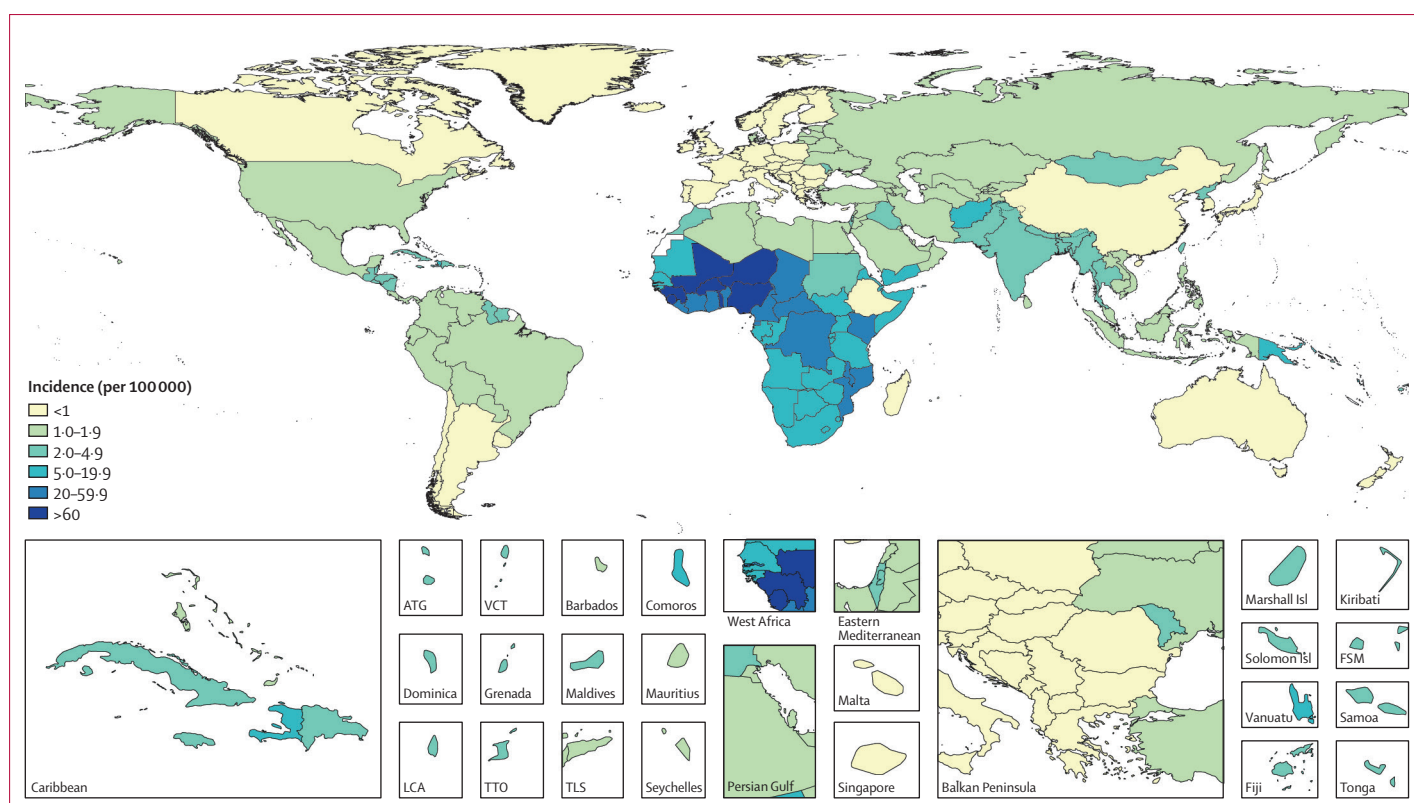 Incidence (per 100 000)
<1
1·0–1·9
2·0–4·9
5·0–19·9
20–59·9
>60
Caribbean
ATG
VCT
Barbados
Comoros
West Africa
Eastern
Mediterranean
Marshall Isl
Kiribati
Dominica
Grenada
Maldives
Mauritius
Malta
Solomon Isl
FSM
Vanuatu
Samoa
LCA
TTO
TLS
Seychelles
Persian Gulf
Singapore
Balkan Peninsula
Fiji
Tonga